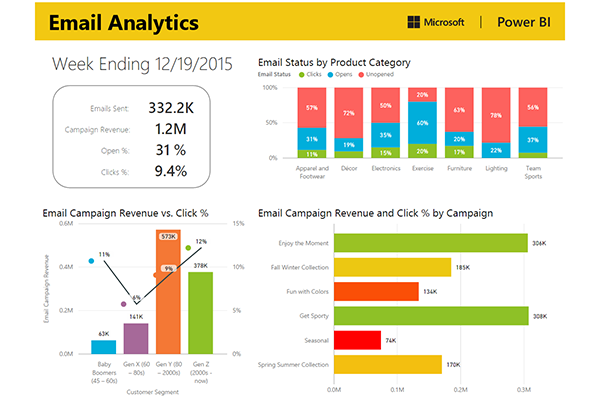 Email Analytics
Microsoft | Power BI
Week Ending 12/19/2015
Emails Sent: 332.2K
Campaign Revenue: 1.2M
Open %: 31 %
Clicks %: 9.4%
Email Status by Product Category
Email Status Clicks Opens Unopened
100%
50%
0%
57% 72% 50% 20% 63% 78% 56%
31% 19% 35% 60% 20% 22% 37%
11% 15% 20% 17%
Apparel and Footwear
Décor
Electronics
Exercise
Furniture
Lighting
Team Sports
Email Campaign Revenue vs. Click %
Email Campaign Revenue
0.6M
0.4M
0.2M
0.0M
15%
10%
5%
0%
11%
6%
9%
12%
63K
141K
573K
378K
Baby Boomers (45 – 60s)
Gen X (60 – 80s)
Gen Y (80 – 2000s)
Gen Z (2000s - now)
Customer Segment
Email Campaign Revenue and Click % by Campaign
Enjoy the Moment 306K
Fall Winter Collection 185K
Fun with Colors 134K
Get Sporty 308K
Seasonal 74K
Spring Summer Collection 170K
0.0M 0.1M 0.2M 0.3M